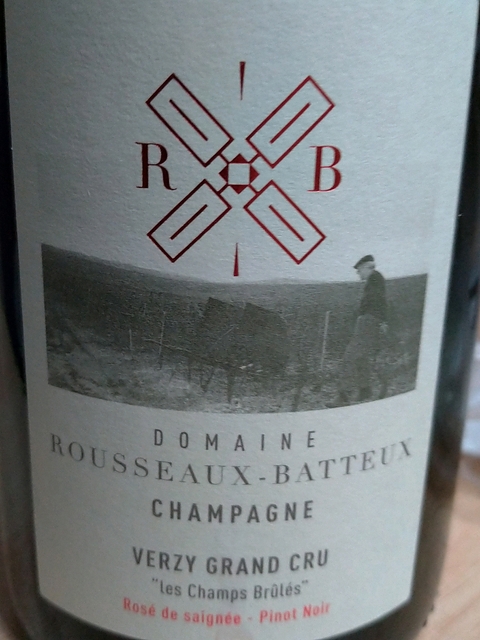 R B
DOMAINE
ROUSSEAUX-BATTEUX
CHAMPAGNE
VERZY GRAND CRU
"les Champs Brûlés"
Rosé de saignée - Pinot Noir